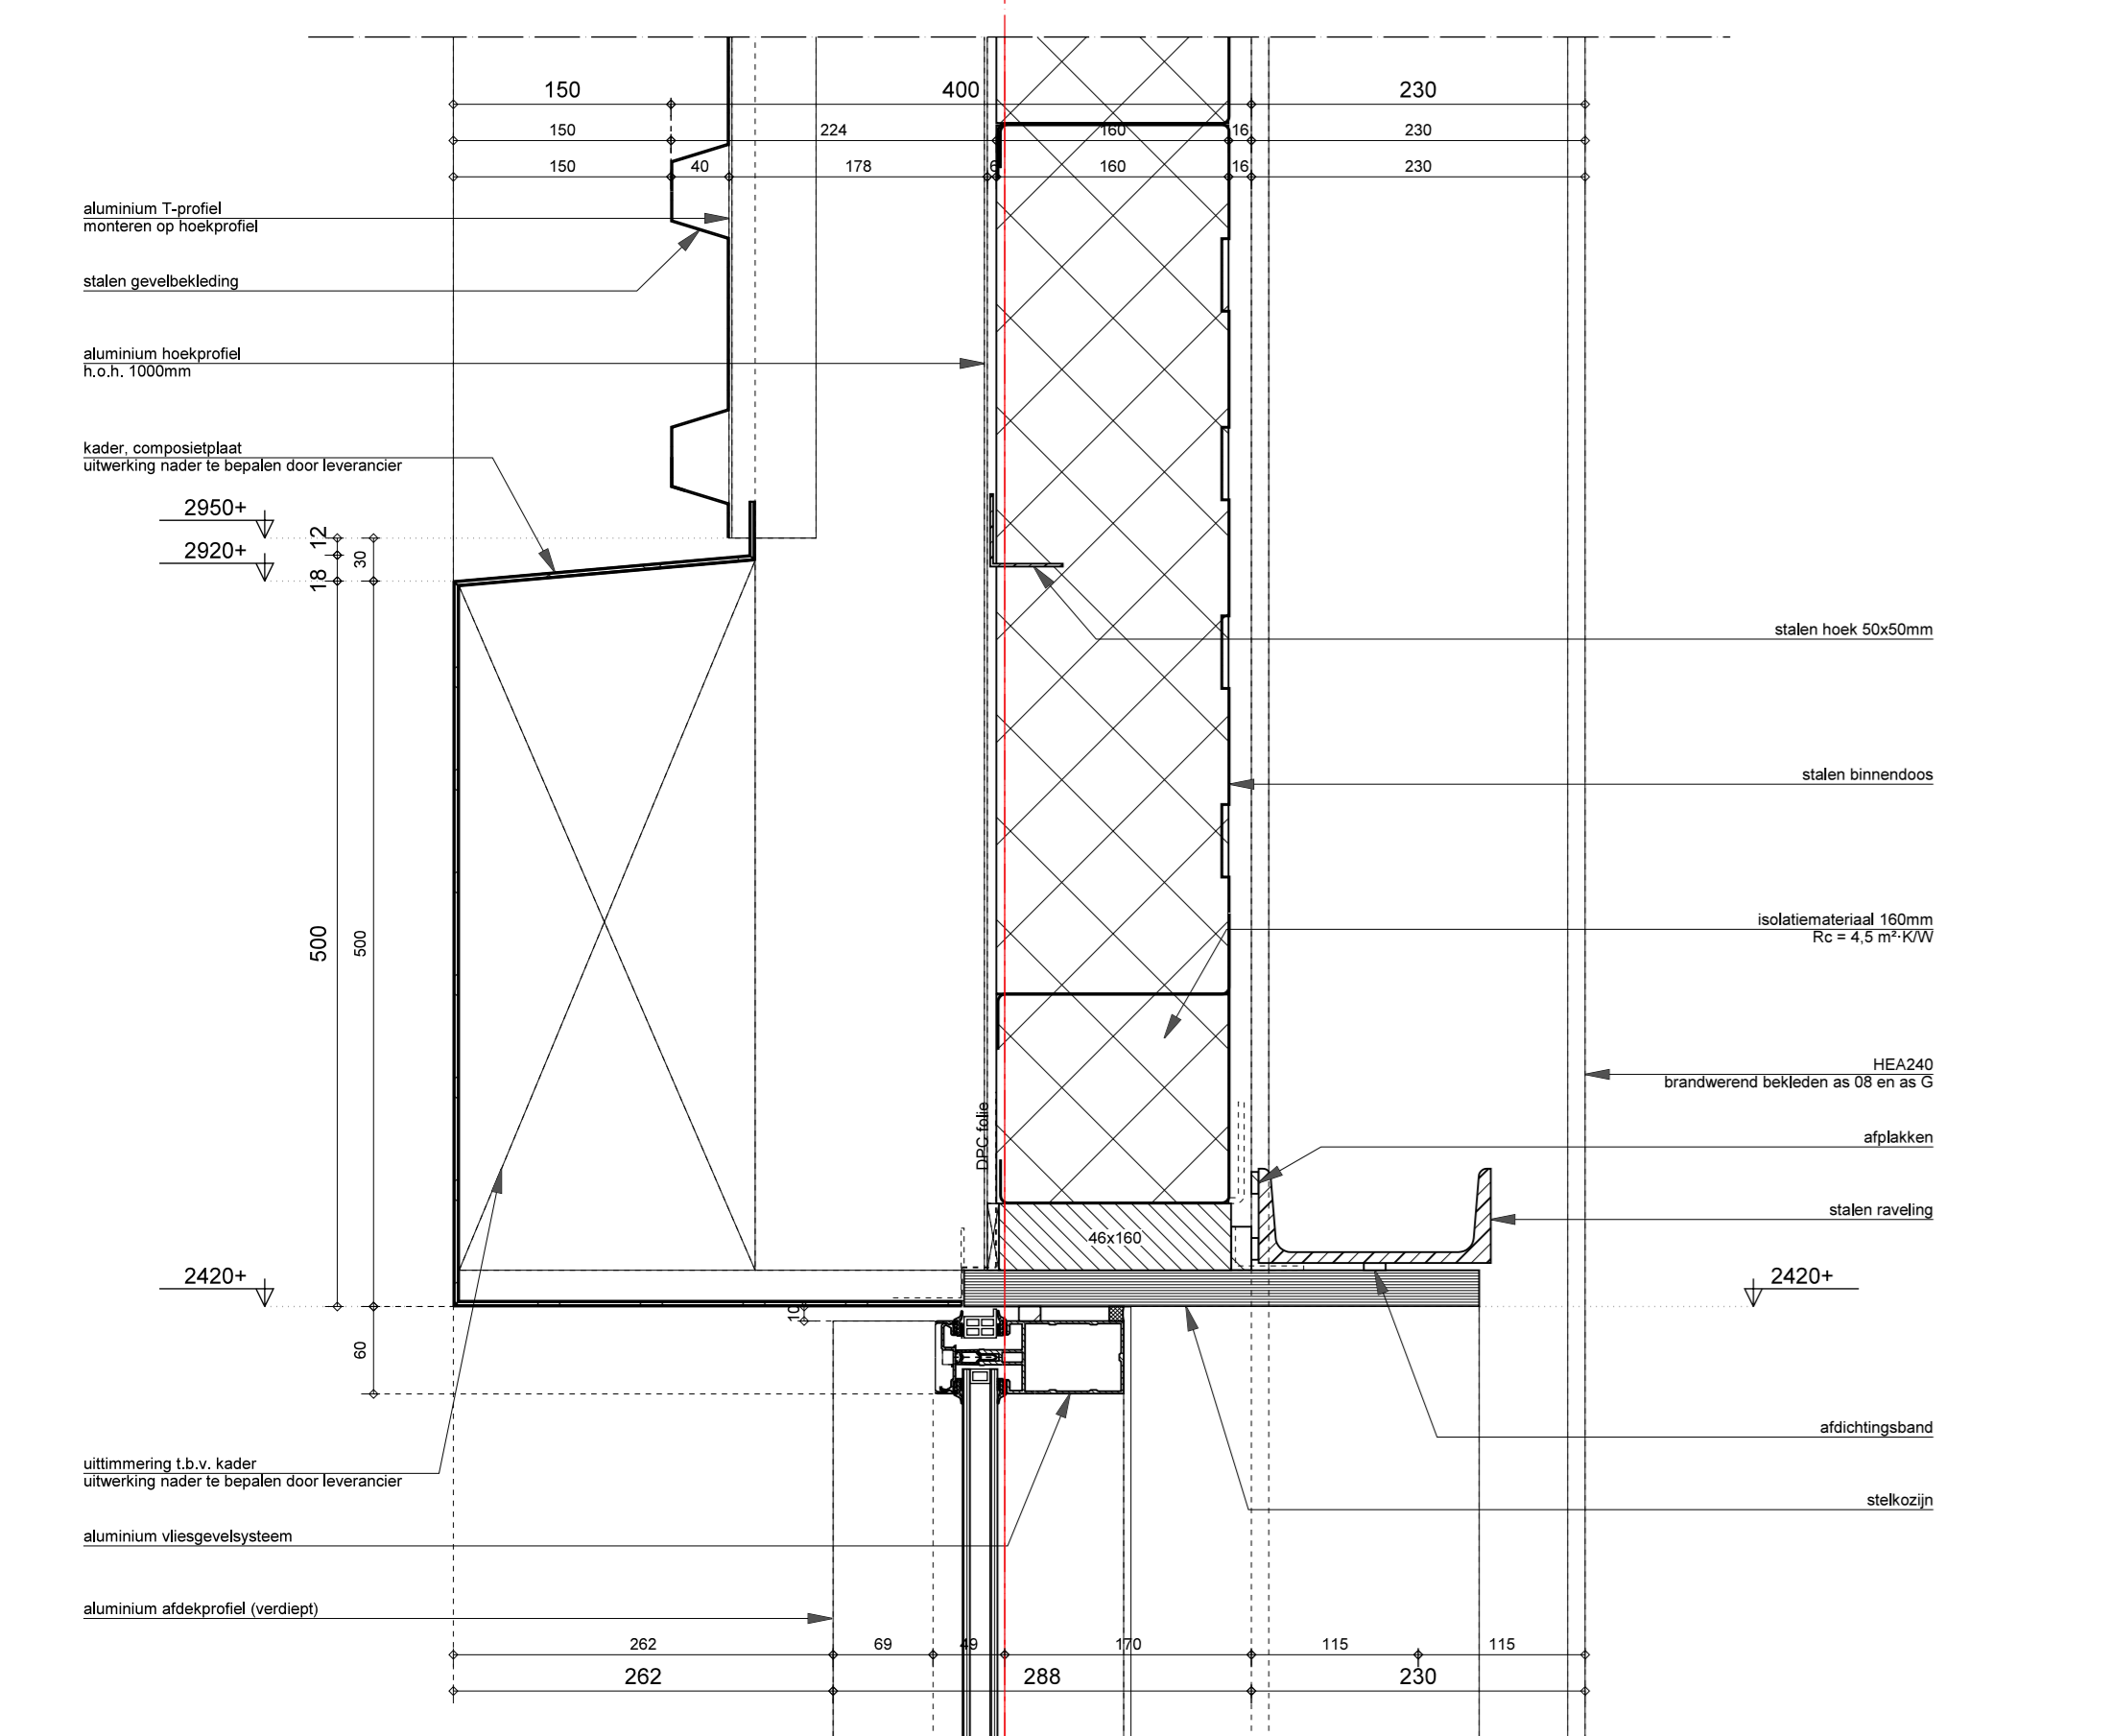 150 400 230
150 224 160 16 230
150 40 178 6 160 16 230
aluminium T-profiel
monteren op hoekprofiel
stalen gevelbekleding
aluminium hoekprofiel
h.o.h. 1000mm
kader, composietplaat
uitwerking nader te bepalen door leverancier
2950+
12
30
2920+
18
stalen hoek 50x50mm
stalen binnendoos
isolatiemateriaal 160mm
Rc = 4,5 m²·K/W
500
500
HEA240
brandwerend bekleden as 08 en as G
DPC folie
afplakken
stalen raveling
46x160
2420+
2420+
10
60
afdichtingsband
uittimmering t.b.v. kader
uitwerking nader te bepalen door leverancier
stelkozijn
aluminium vliesgevelsysteem
aluminium afdekprofiel (verdiept)
262 69 49 170 115 115
262 288 230